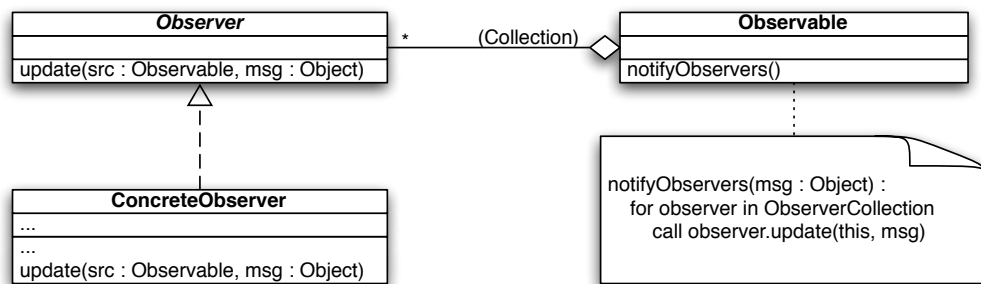 Observer
update(src : Observable, msg : Object)
* (Collection)
Observable
notifyObservers()
ConcreteObserver
...
...
update(src : Observable, msg : Object)
notifyObservers(msg : Object) :
for observer in ObserverCollection
call observer.update(this, msg)